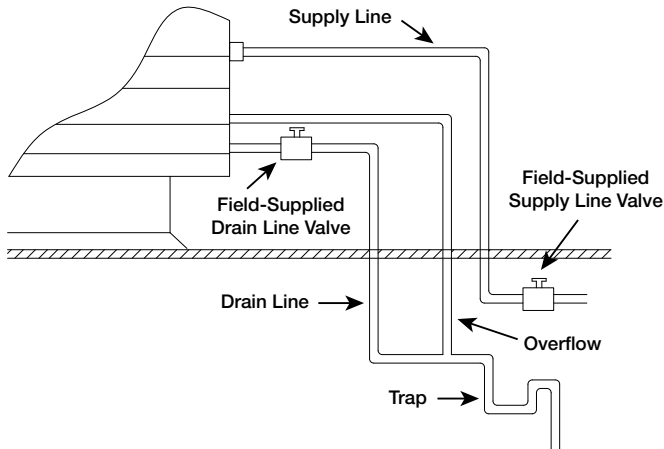 Supply Line
Field-Supplied
Drain Line Valve
Field-Supplied
Supply Line Valve
Drain Line
Overflow
Trap